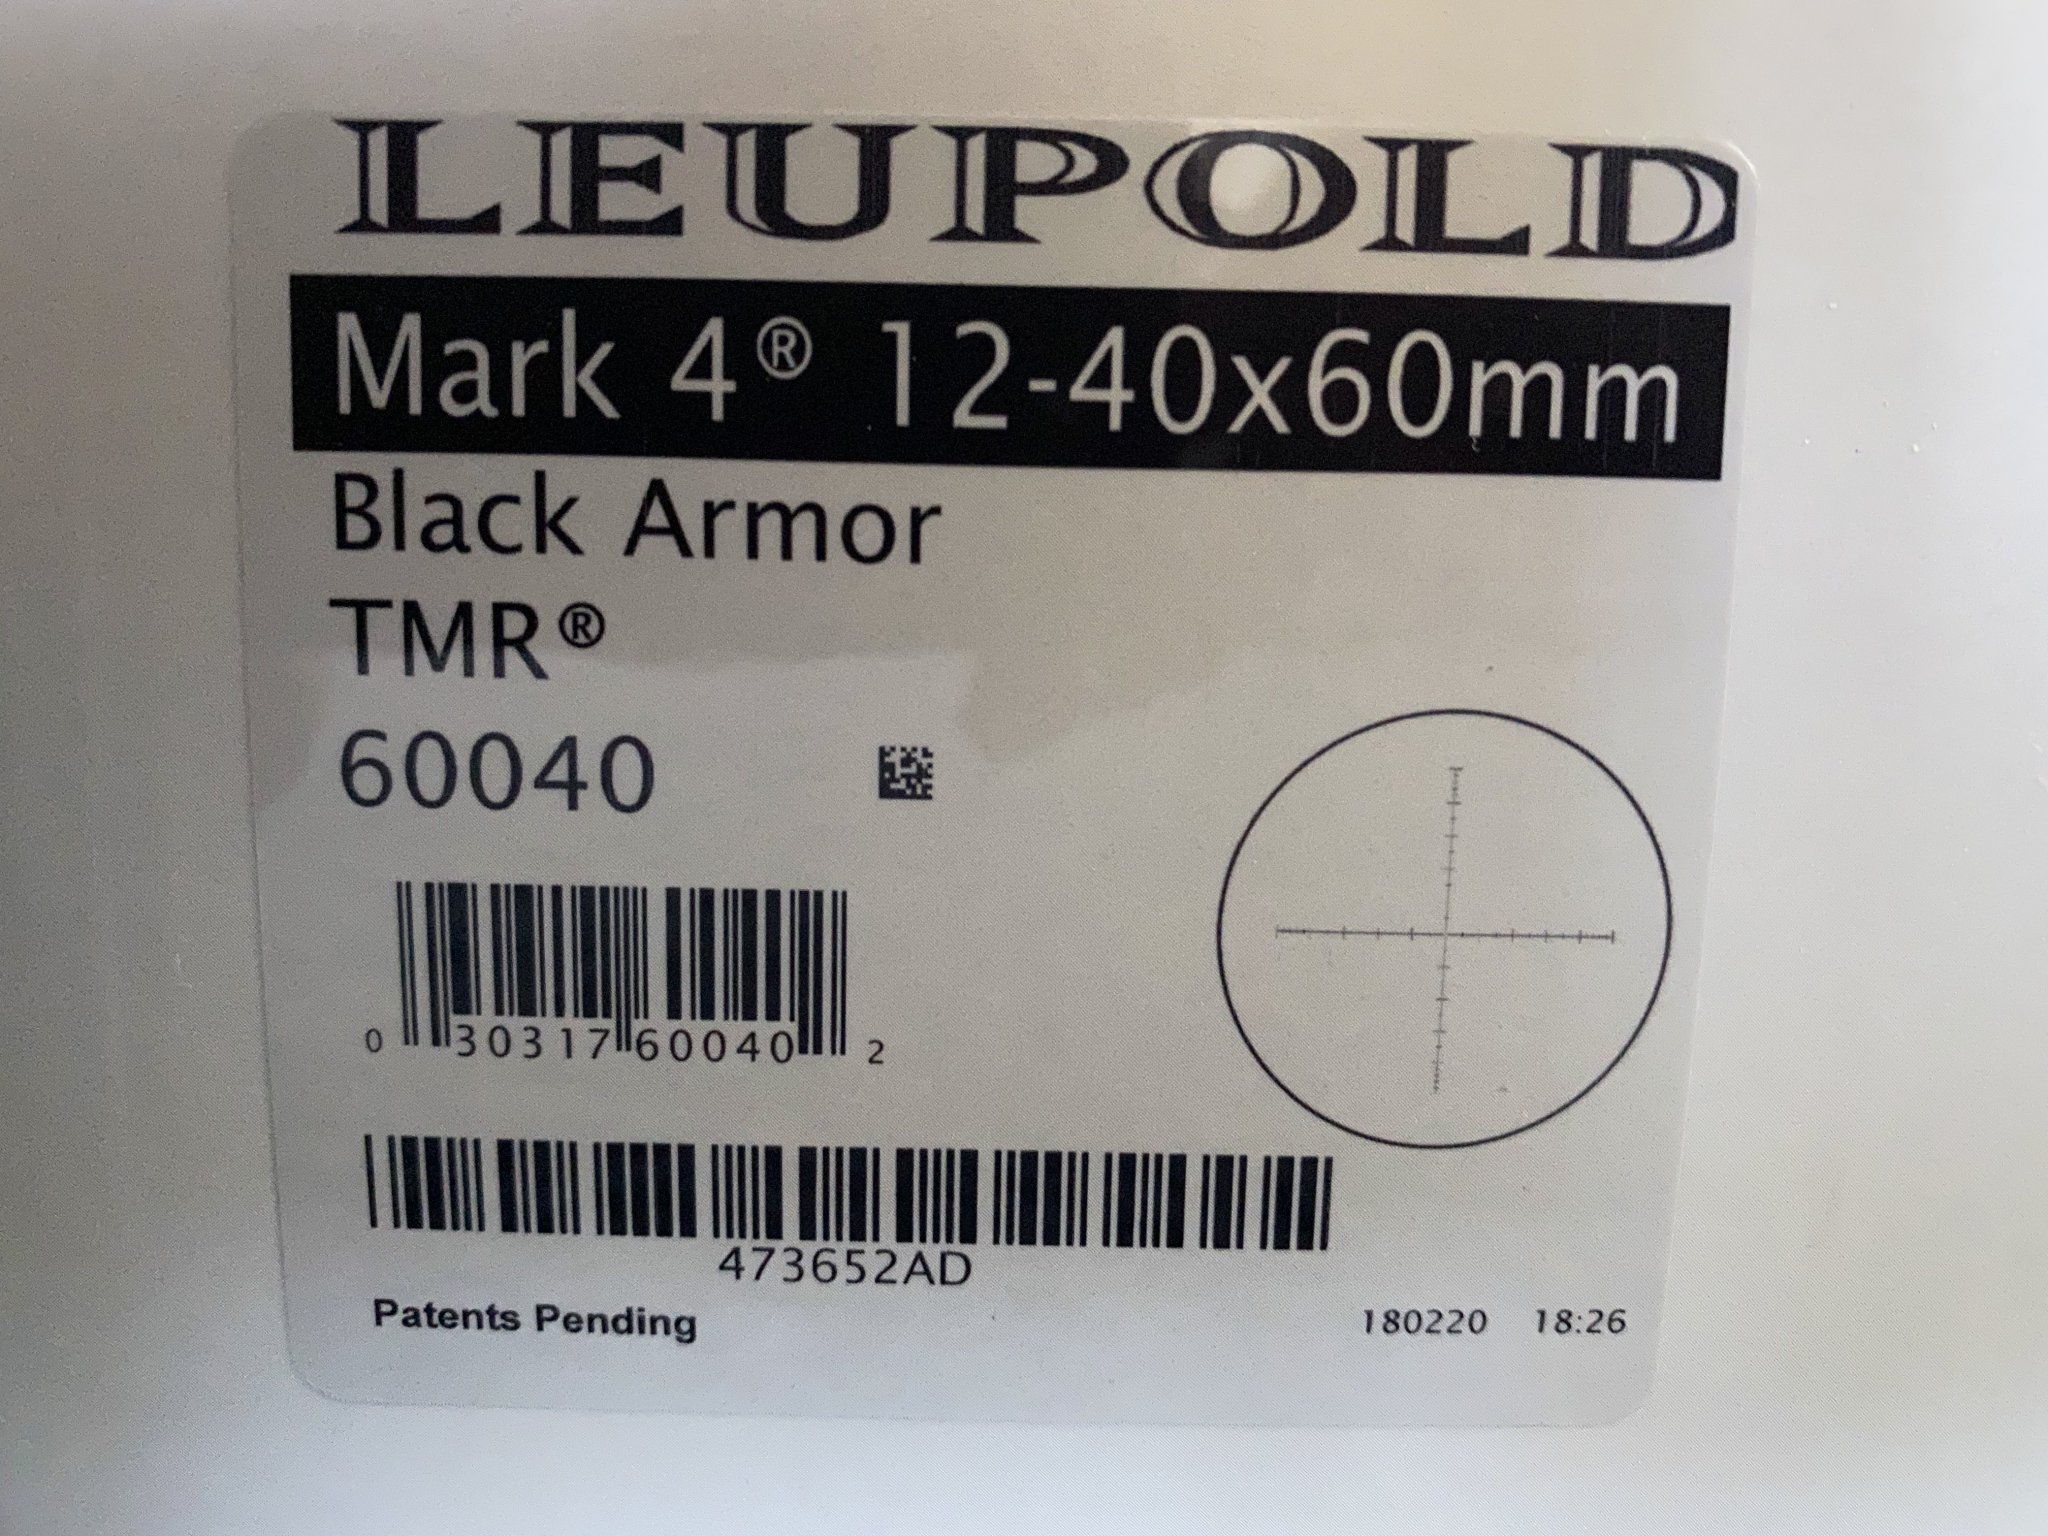 LEUPOLD
Mark 4® 12-40x60mm
Black Armor
TMR®
60040
0 30317 60040 2
473652AD
Patents Pending 180220 18:26